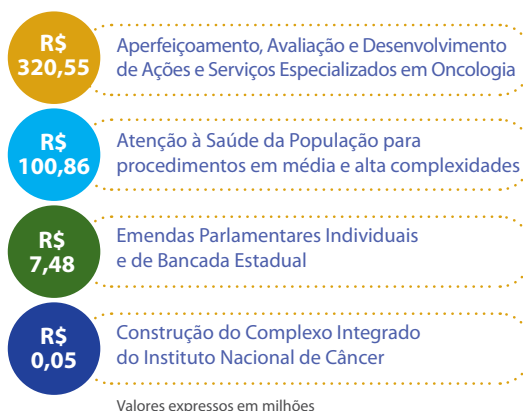 R$
320,55
Aperfeiçoamento, Avaliação e Desenvolvimento
de Ações e Serviços Especializados em Oncologia
R$
100,86
Atenção à Saúde da População para
procedimentos em média e alta complexidades
R$
7,48
Emendas Parlamentares Individuais
e de Bancada Estadual
R$
0,05
Construção do Complexo Integrado
do Instituto Nacional de Câncer
Valores expressos em milhões